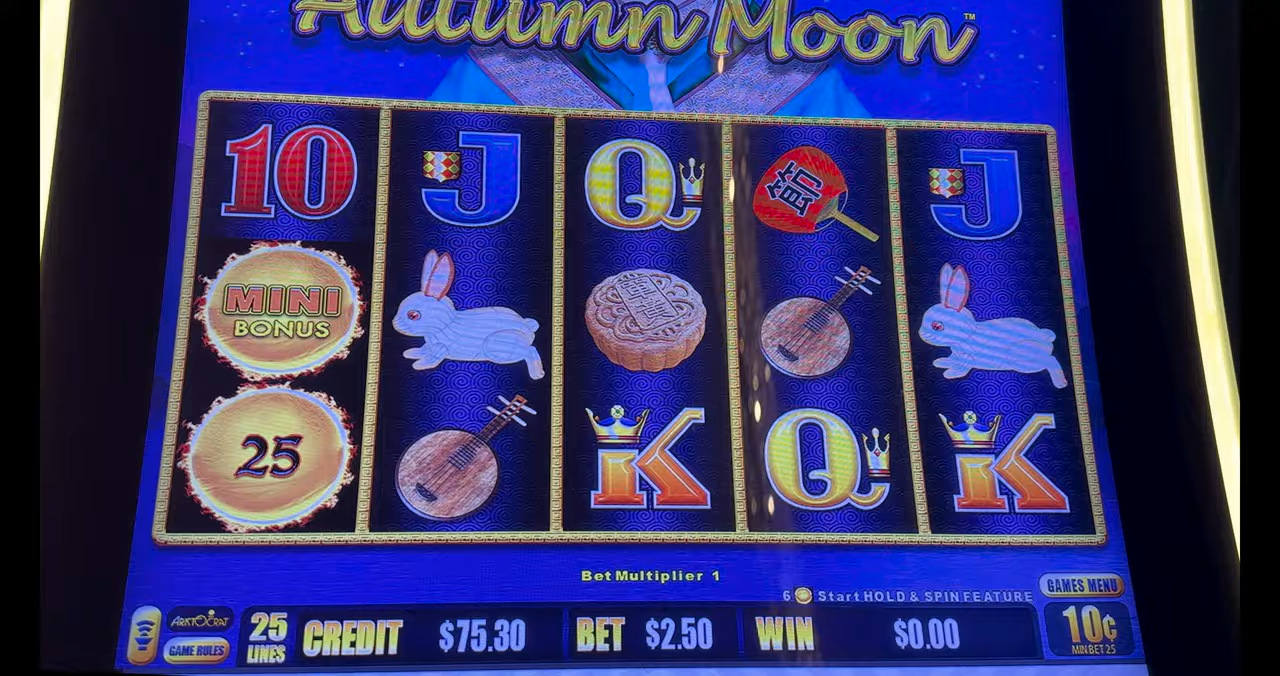 Autumn Moon™
10 J Q J
MINI
BONUS
25
K Q K
Bet Multiplier 1
6 Start HOLD & SPIN FEATURE
GAMES MENU
ARISTOCRAT
GAME RULES
25
LINES
CREDIT $75.30 BET $2.50 WIN $0.00
10¢
MIN BET 25